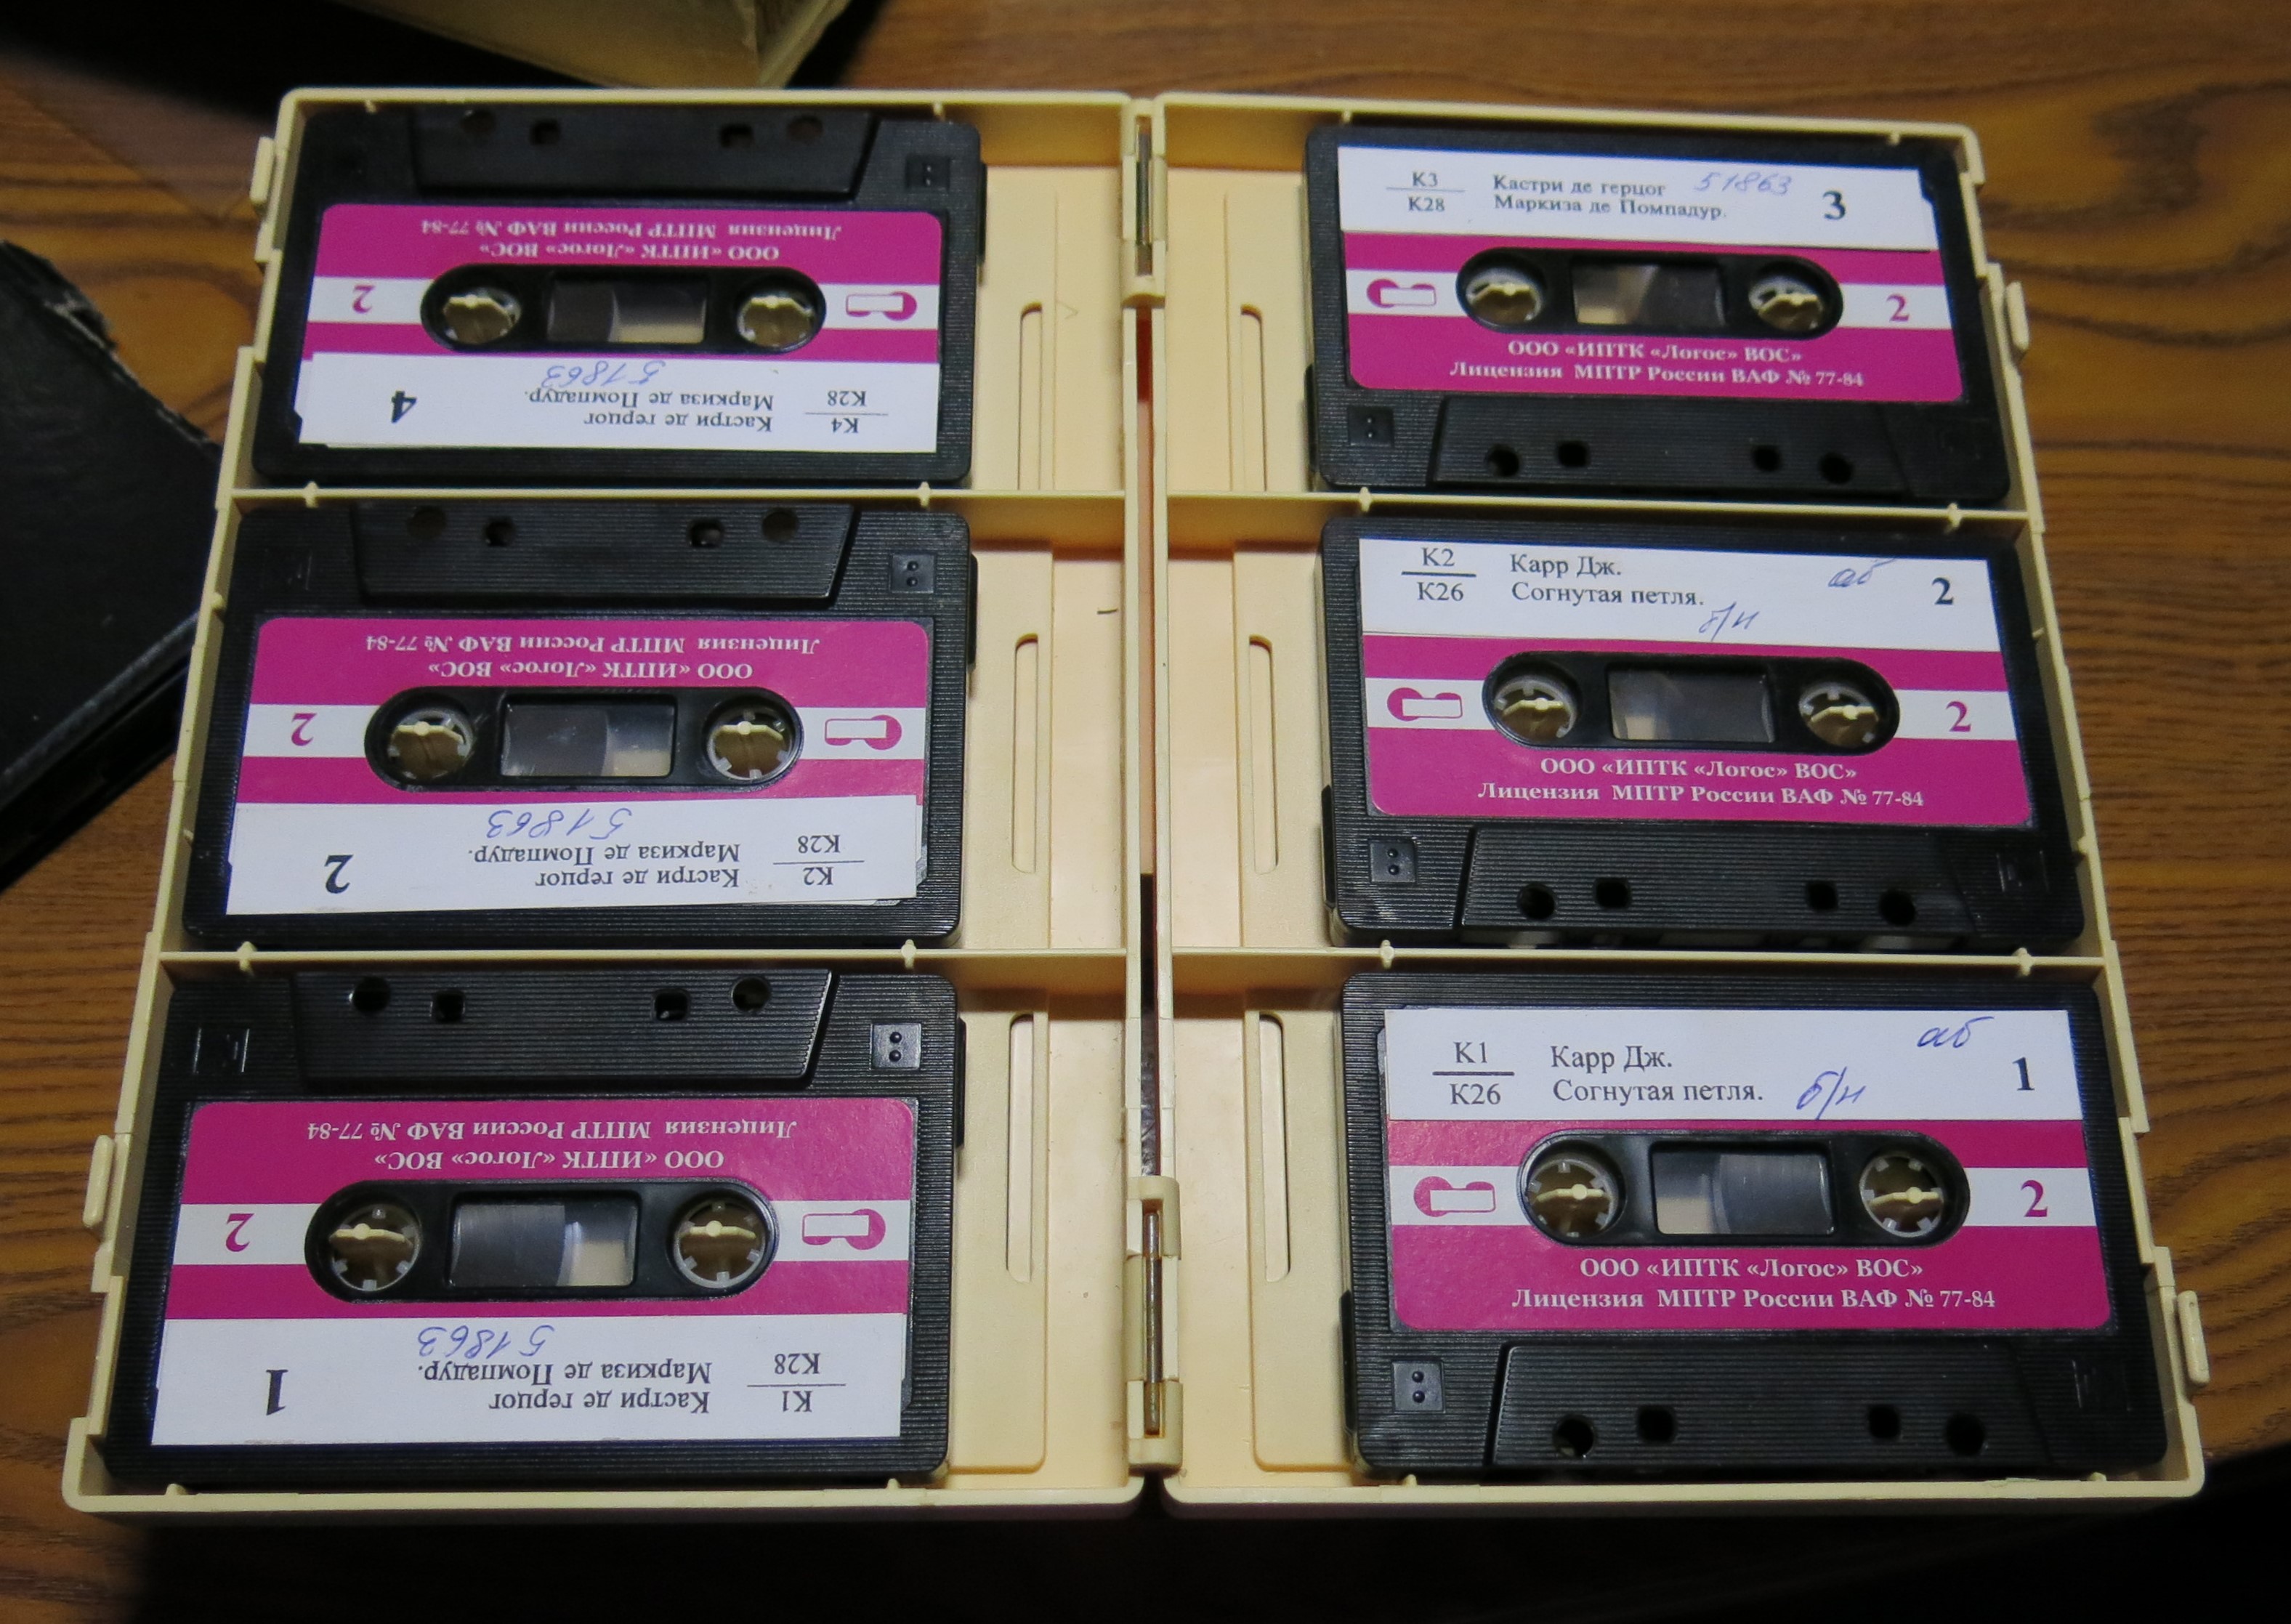 Лицензия МПТР России ВАФ № 77-84
ООО «ИПТК «Логос» ВОС»
2
51863
К4
К28
Кастри де герцог
Маркиза де Помпадур.
4
К3
К28
Кастри де герцог 51863
Маркиза де Помпадур.
3
2
ООО «ИПТК «Логос» ВОС»
Лицензия МПТР России ВАФ № 77-84
К2
К28
Кастри де герцог
Маркиза де Помпадур.
51863
2
2
ООО «ИПТК «Логос» ВОС»
Лицензия МПТР России ВАФ № 77-84
К2
К26
Карр Дж.
Согнутая петля.
аб
б/н
2
2
ООО «ИПТК «Логос» ВОС»
Лицензия МПТР России ВАФ № 77-84
К1
К28
Кастри де герцог
Маркиза де Помпадур.
51863
1
2
ООО «ИПТК «Логос» ВОС»
Лицензия МПТР России ВАФ № 77-84
К1
К26
Карр Дж.
Согнутая петля. б/н
аб
1
2
ООО «ИПТК «Логос» ВОС»
Лицензия МПТР России ВАФ № 77-84